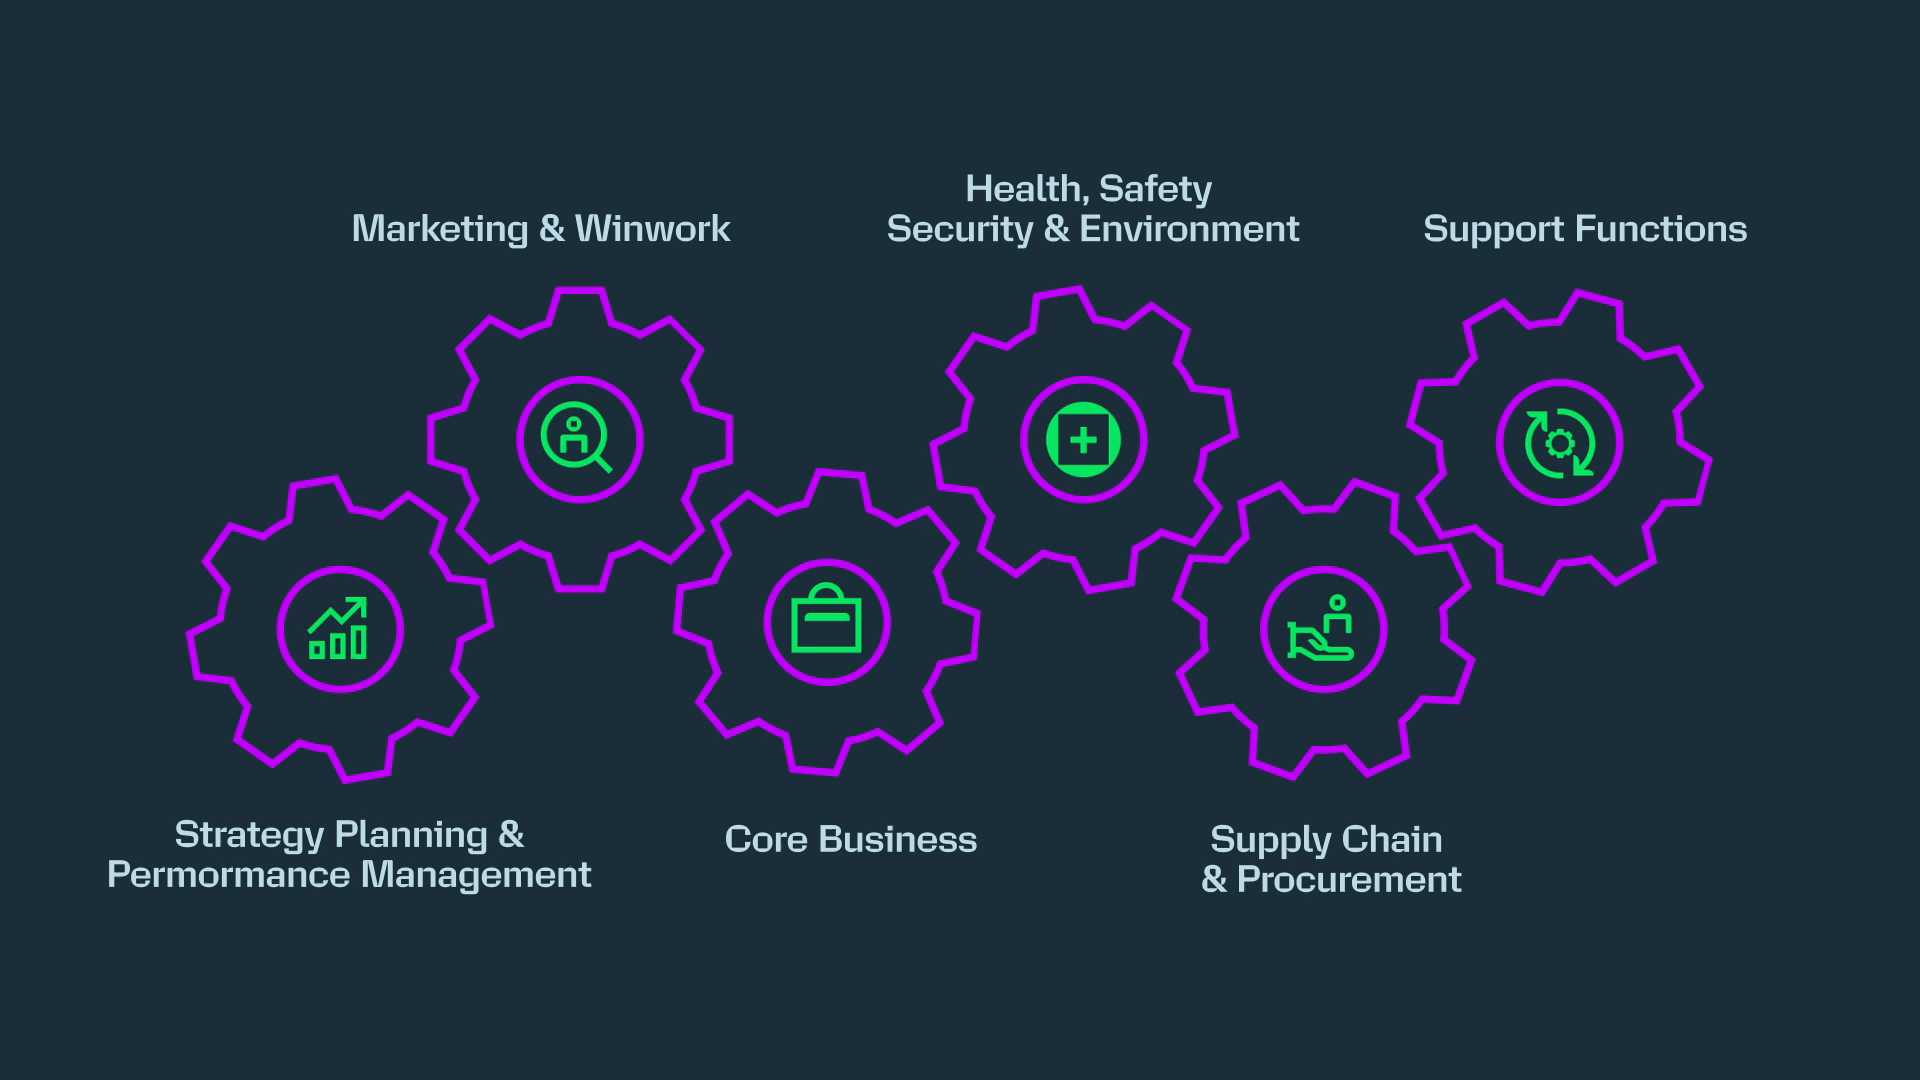 Marketing & Winwork
Health, Safety
Security & Environment
Support Functions
Strategy Planning &
Permormance Management
Core Business
Supply Chain
& Procurement